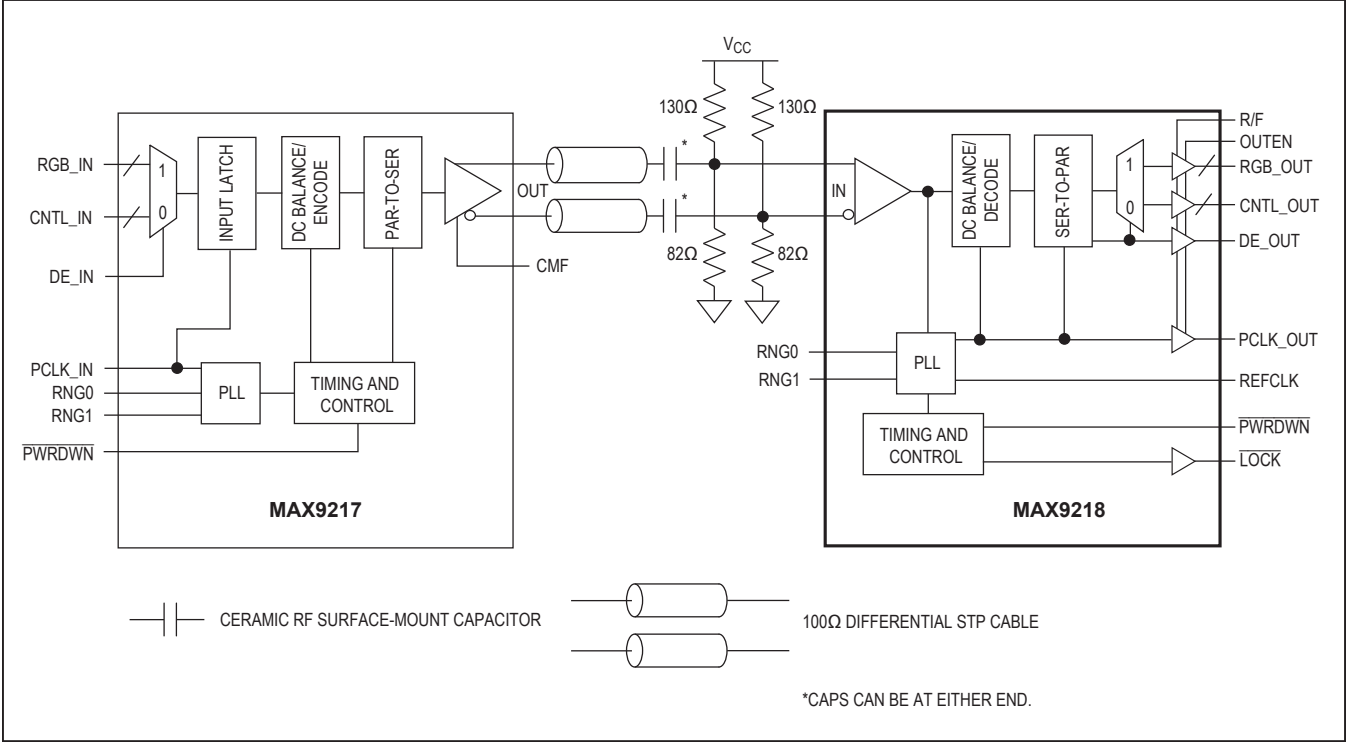 VCC
130Ω
130Ω
*
*
82Ω
82Ω
RGB_IN
CNTL_IN
DE_IN
PCLK_IN
RNG0
RNG1
PWRDWN
1
0
INPUT LATCH
DC BALANCE/
ENCODE
PAR-TO-SER
PLL
TIMING AND
CONTROL
OUT
CMF
MAX9217
IN
RNG0
RNG1
DC BALANCE/
DECODE
SER-TO-PAR
1
0
PLL
TIMING AND
CONTROL
R/F
OUTEN
RGB_OUT
CNTL_OUT
DE_OUT
PCLK_OUT
REFCLK
PWRDWN
LOCK
MAX9218
CERAMIC RF SURFACE-MOUNT CAPACITOR
100Ω DIFFERENTIAL STP CABLE
*CAPS CAN BE AT EITHER END.